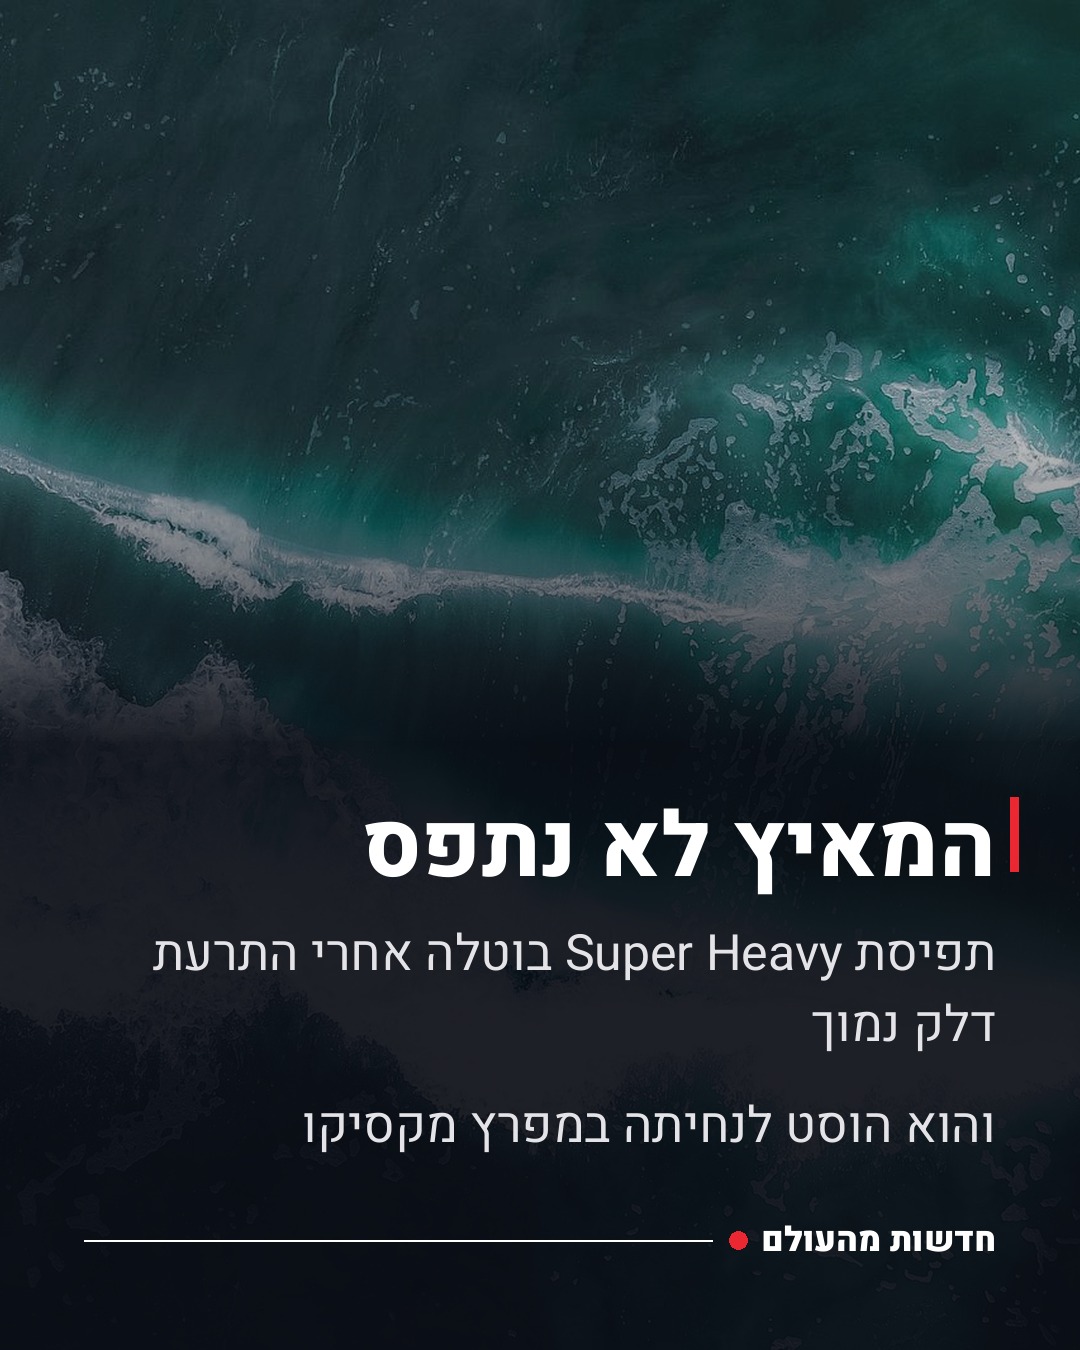 המאיץ לא נתפס
תפיסת Super Heavy בוטלה אחרי התרעת
דלק נמוך
והוא הוסט לנחיתה במפרץ מקסיקו
חדשות מהעולם